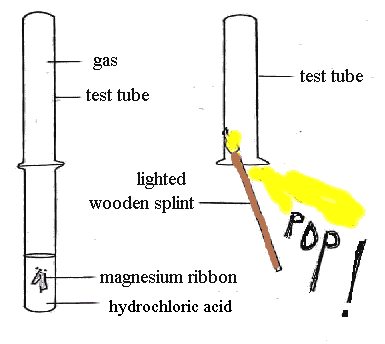 gas
test tube
test tube
lighted
wooden splint
POP!
magnesium ribbon
hydrochloric acid